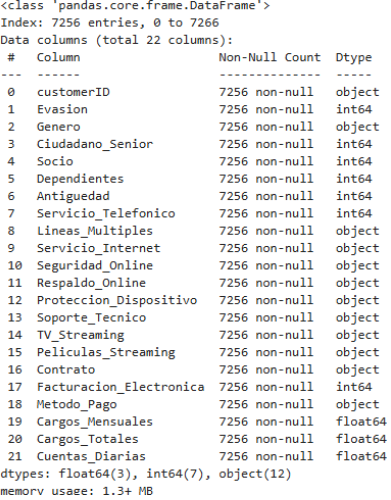 <class 'pandas.core.frame.DataFrame'>
Index: 7256 entries, 0 to 7266
Data columns (total 22 columns):
 #   Column                  Non-Null Count  Dtype
---  ------                  --------------  -----
 0   customerID              7256 non-null   object
 1   Evasion                 7256 non-null   int64
 2   Genero                  7256 non-null   object
 3   Ciudadano_Senior        7256 non-null   int64
 4   Socio                   7256 non-null   int64
 5   Dependientes            7256 non-null   int64
 6   Antiguedad              7256 non-null   int64
 7   Servicio_Telefonico     7256 non-null   int64
 8   Lineas_Multiples        7256 non-null   object
 9   Servicio_Internet       7256 non-null   object
 10  Seguridad_Online        7256 non-null   object
 11  Respaldo_Online         7256 non-null   object
 12  Proteccion_Dispositivo  7256 non-null   object
 13  Soporte_Tecnico         7256 non-null   object
 14  TV_Streaming            7256 non-null   object
 15  Peliculas_Streaming     7256 non-null   object
 16  Contrato                7256 non-null   object
 17  Facturacion_Electronica 7256 non-null   int64
 18  Metodo_Pago             7256 non-null   object
 19  Cargos_Mensuales        7256 non-null   float64
 20  Cargos_Totales          7256 non-null   float64
 21  Cuentas_Diarias         7256 non-null   float64
dtypes: float64(3), int64(7), object(12)
memory usage: 1.3+ MB